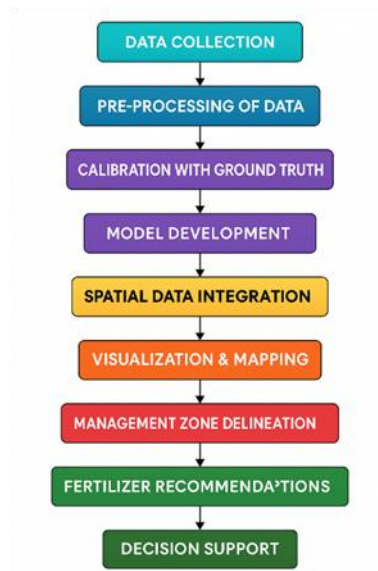 DATA COLLECTION
PRE-PROCESSING OF DATA
CALIBRATION WITH GROUND TRUTH
MODEL DEVELOPMENT
SPATIAL DATA INTEGRATION
VISUALIZATION & MAPPING
MANAGEMENT ZONE DELINEATION
FERTILIZER RECOMMENDA'TIONS
DECISION SUPPORT